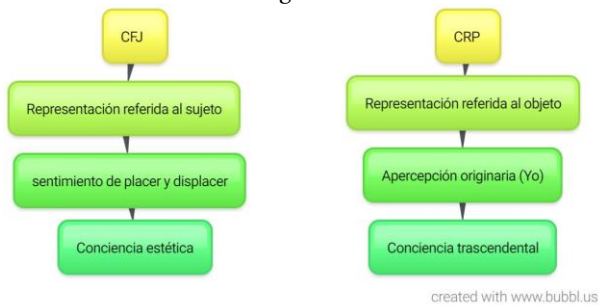 CFJ
Representación referida al sujeto
sentimiento de placer y displacer
Conciencia estética
CRP
Representación referida al objeto
Apercepción originaria (Yo)
Conciencia trascendental
created with www.bubbl.us